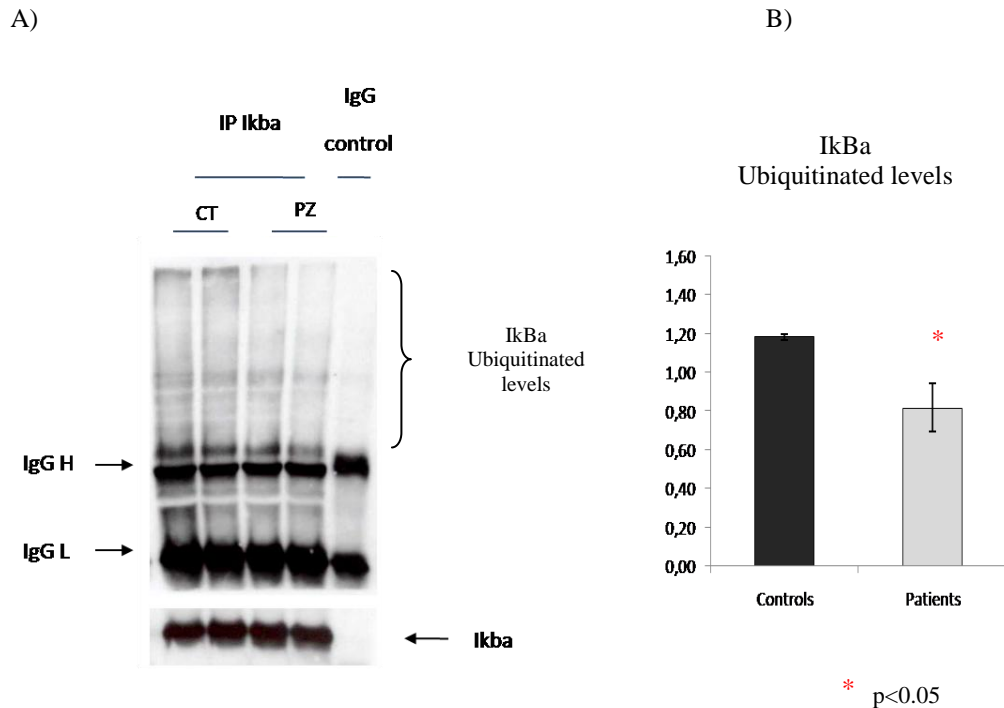 A)
B)
IP Ikba
IgG
control
CT
PZ
IkBa
Ubiquitinated
levels
IgG H
IgG L
Ikba
IkBa
Ubiquitinated levels
1,60
1,40
1,20
1,00
0,80
0,60
0,40
0,20
0,00
*
Controls
Patients
* p<0.05